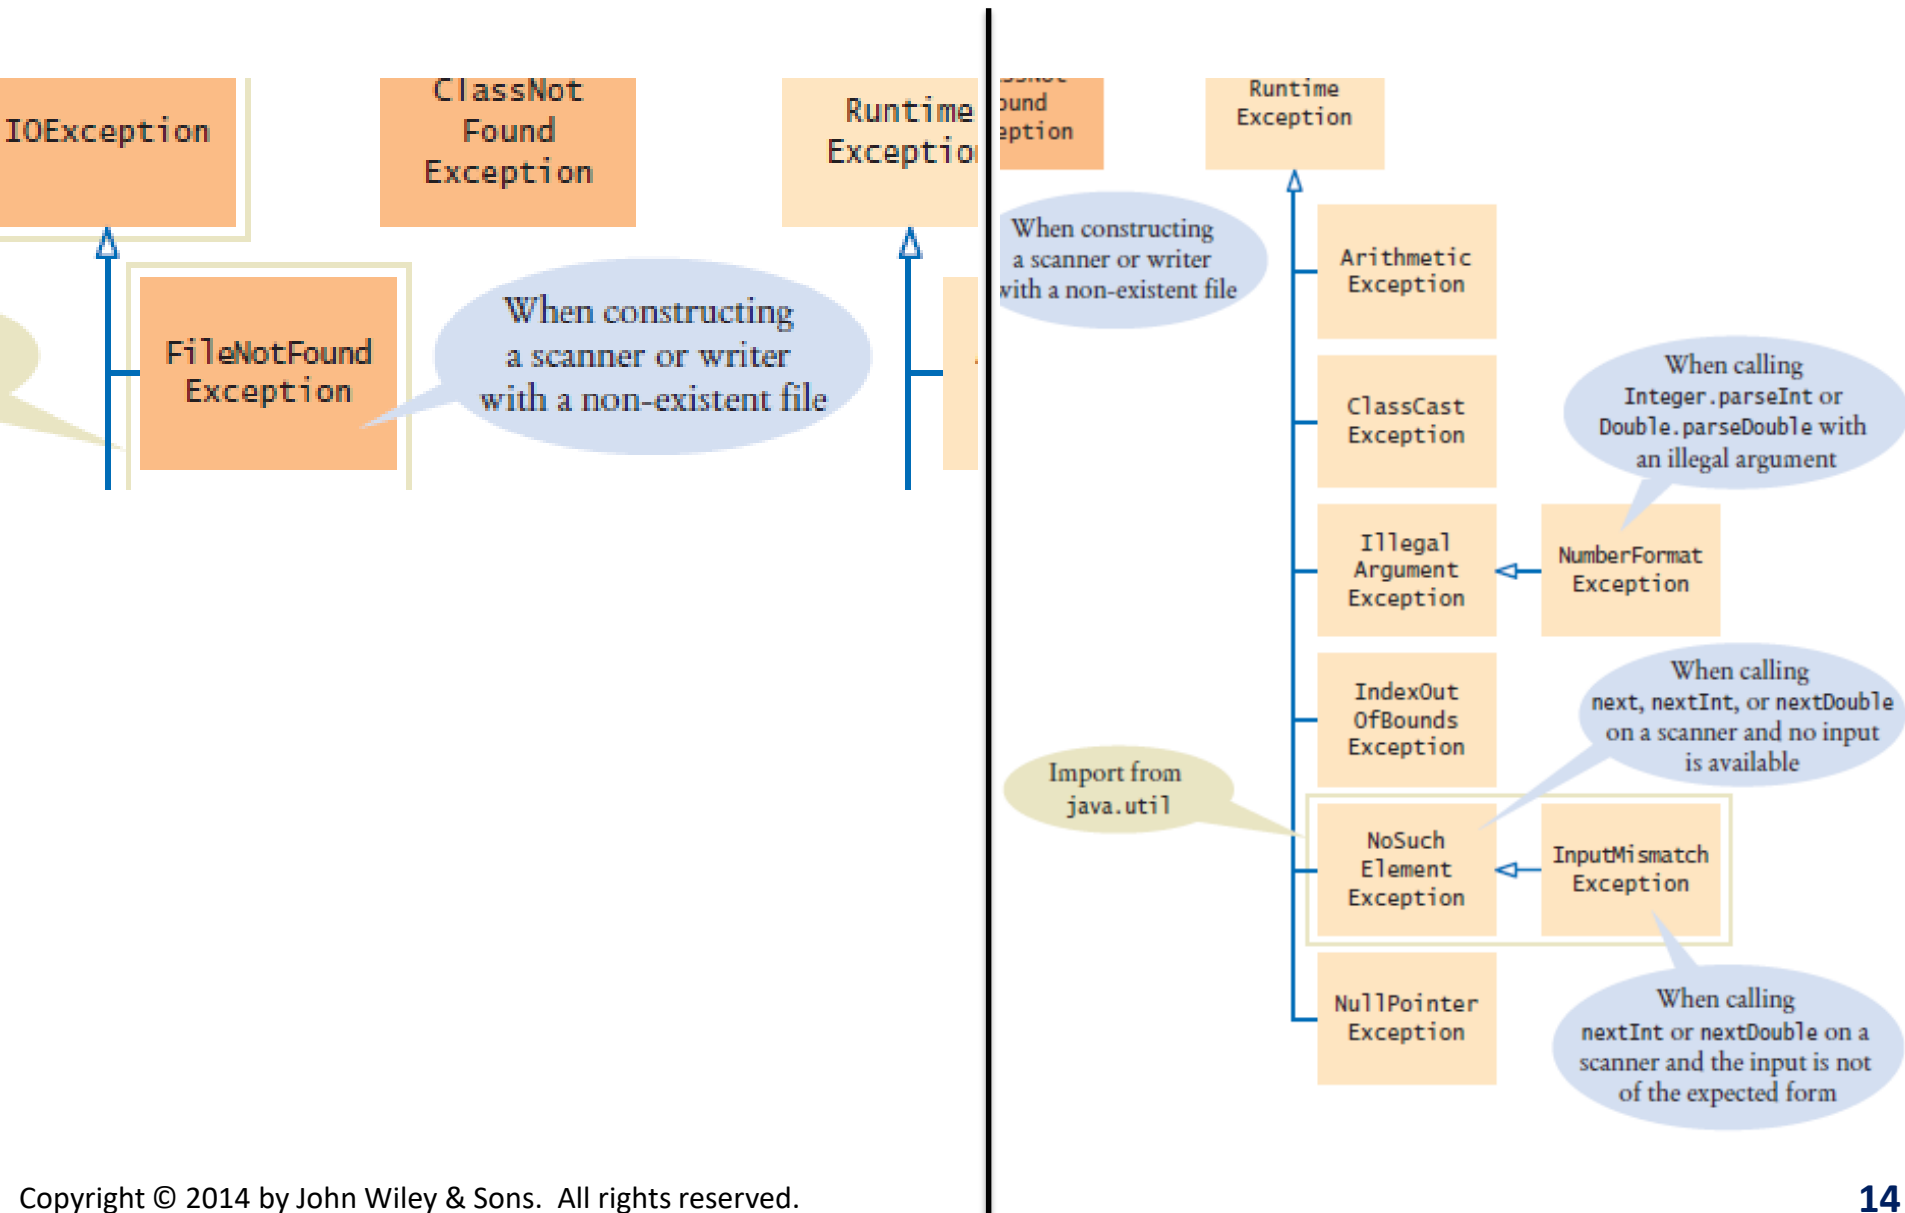 IOException
ClassNot
Found
Exception
Runtime
FileNotFound
Exception
When constructing
a scanner or writer
with a non-existent file
Runtime
Exception
When constructing
a scanner or writer
with a non-existent file
Arithmetic
Exception
ClassCast
Exception
When calling
Integer.parseInt or
Double.parseDouble with
an illegal argument
Illegal
Argument
Exception
NumberFormat
Exception
IndexOut
OfBounds
Exception
When calling
next, nextInt, or nextDouble
on a scanner and no input
is available
Import from
java.util
NoSuch
Element
Exception
InputMismatch
Exception
NullPointer
Exception
When calling
nextInt or nextDouble on a
scanner and the input is not
of the expected form
Copyright © 2014 by John Wiley & Sons. All rights reserved.
14